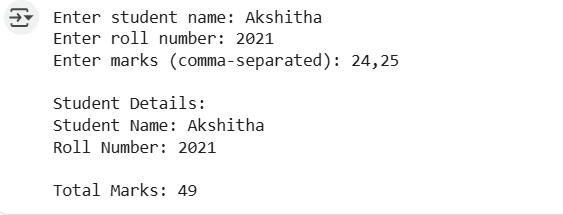 Enter student name: Akshitha
Enter roll number: 2021
Enter marks (comma-separated): 24,25
Student Details:
Student Name: Akshitha
Roll Number: 2021
Total Marks: 49